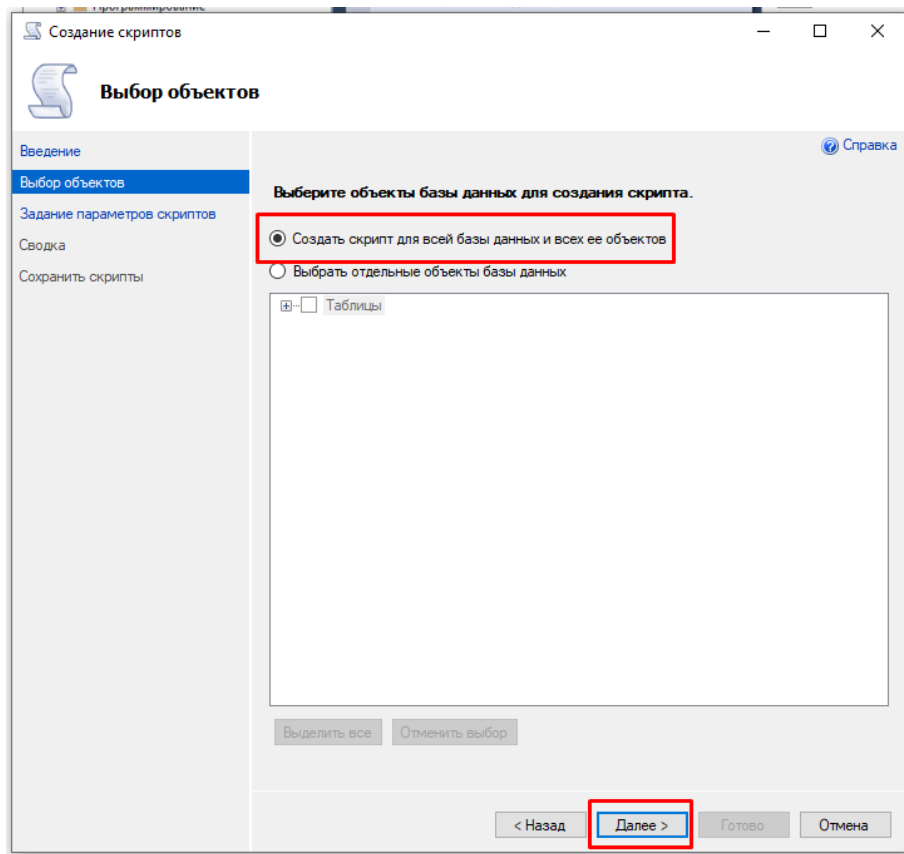 Программирование
Создание скриптов
Выбор объектов
Справка
Введение
Выбор объектов
Задание параметров скриптов
Сводка
Сохранить скрипты
Выберите объекты базы данных для создания скрипта.
Создать скрипт для всей базы данных и всех ее объектов
Выбрать отдельные объекты базы данных
Таблицы
Выделить все
Отменить выбор
< Назад
Далее >
Готово
Отмена